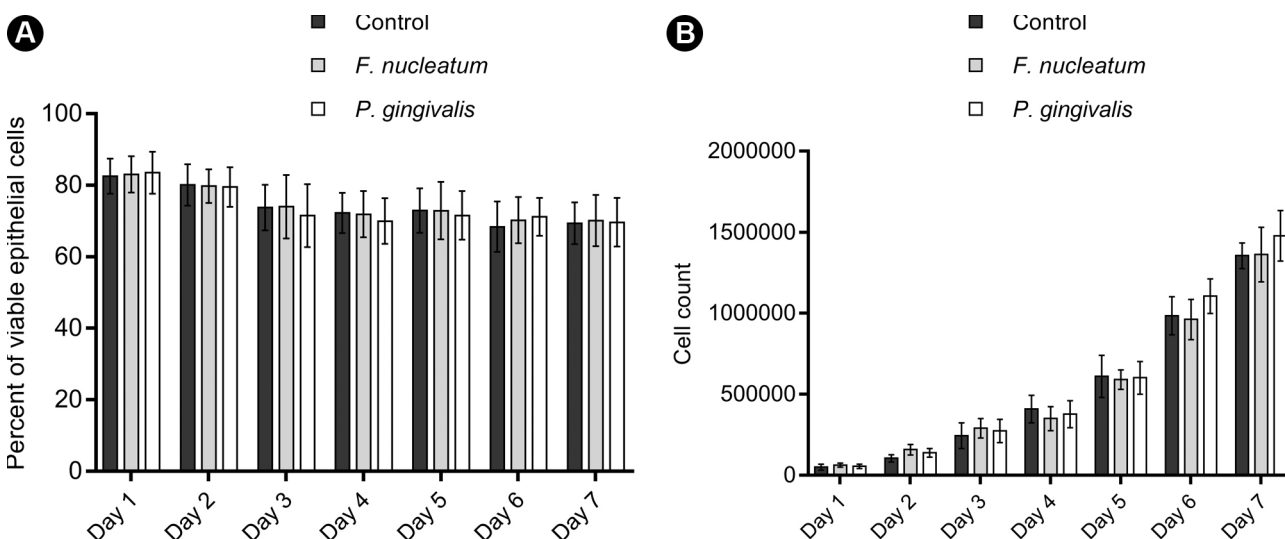 A
Control
F. nucleatum
P. gingivalis
Percent of viable epithelial cells
100
80
60
40
20
0
Day 1
Day 2
Day 3
Day 4
Day 5
Day 6
Day 7
B
Control
F. nucleatum
P. gingivalis
Cell count
2000000
1500000
1000000
500000
0
Day 1
Day 2
Day 3
Day 4
Day 5
Day 6
Day 7